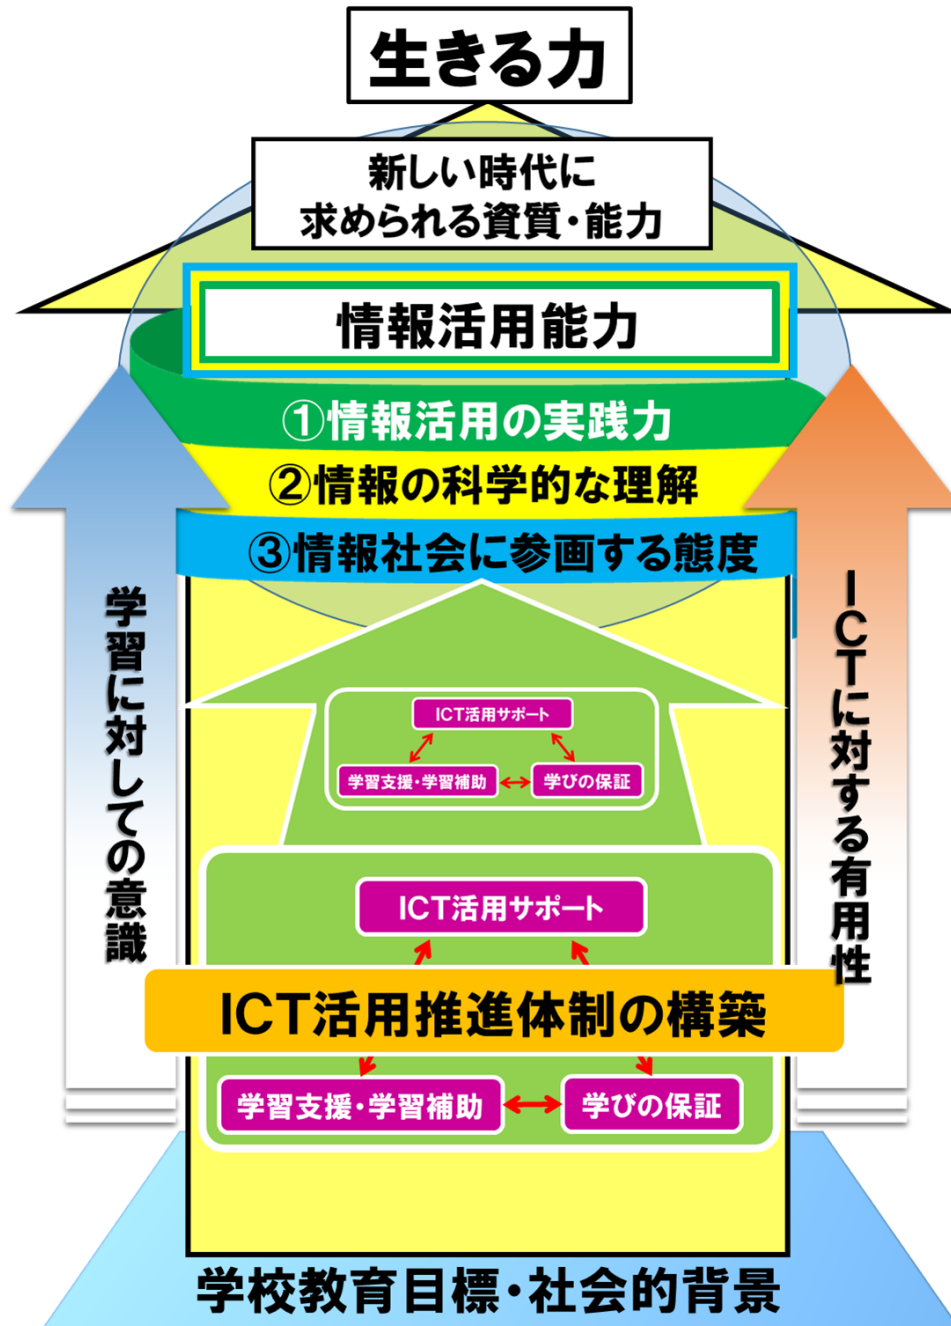 生きる力
新しい時代に
求められる資質・能力
情報活用能力
①情報活用の実践力
②情報の科学的な理解
③情報社会に参画する態度
学習に対しての意識
ICTに対する有用性
ICT活用サポート
学習支援・学習補助
学びの保証
ICT活用サポート
ICT活用推進体制の構築
学習支援・学習補助
学びの保証
学校教育目標・社会的背景